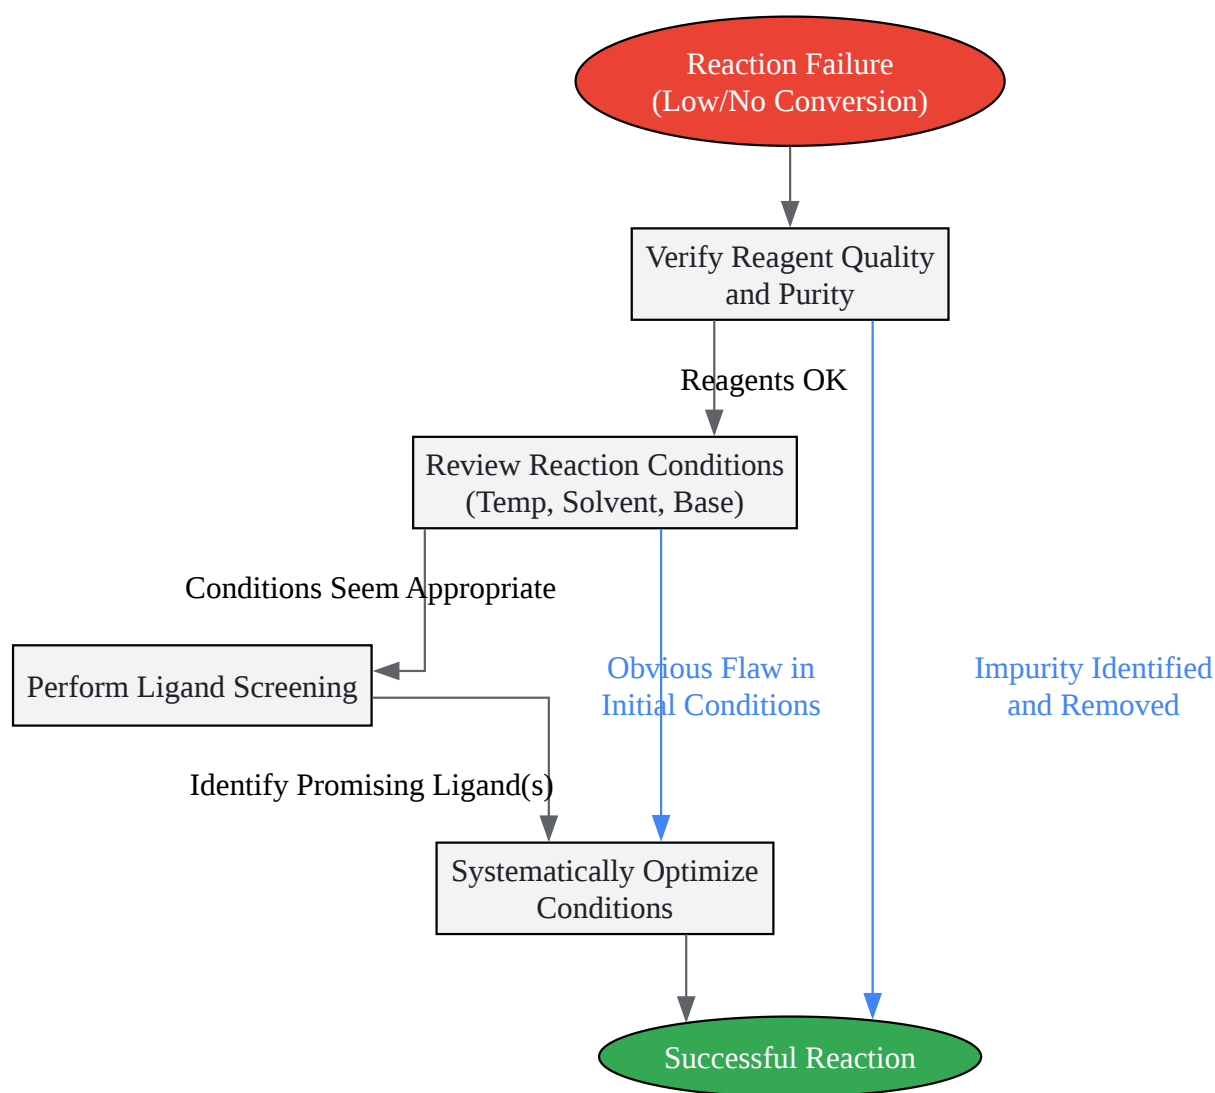 Reaction Failure
(Low/No Conversion)
Verify Reagent Quality
and Purity
Reagents OK
Review Reaction Conditions
(Temp, Solvent, Base)
Conditions Seem Appropriate
Perform Ligand Screening
Obvious Flaw in
Initial Conditions
Impurity Identified
and Removed
Identify Promising Ligand(s)
Systematically Optimize
Conditions
Successful Reaction